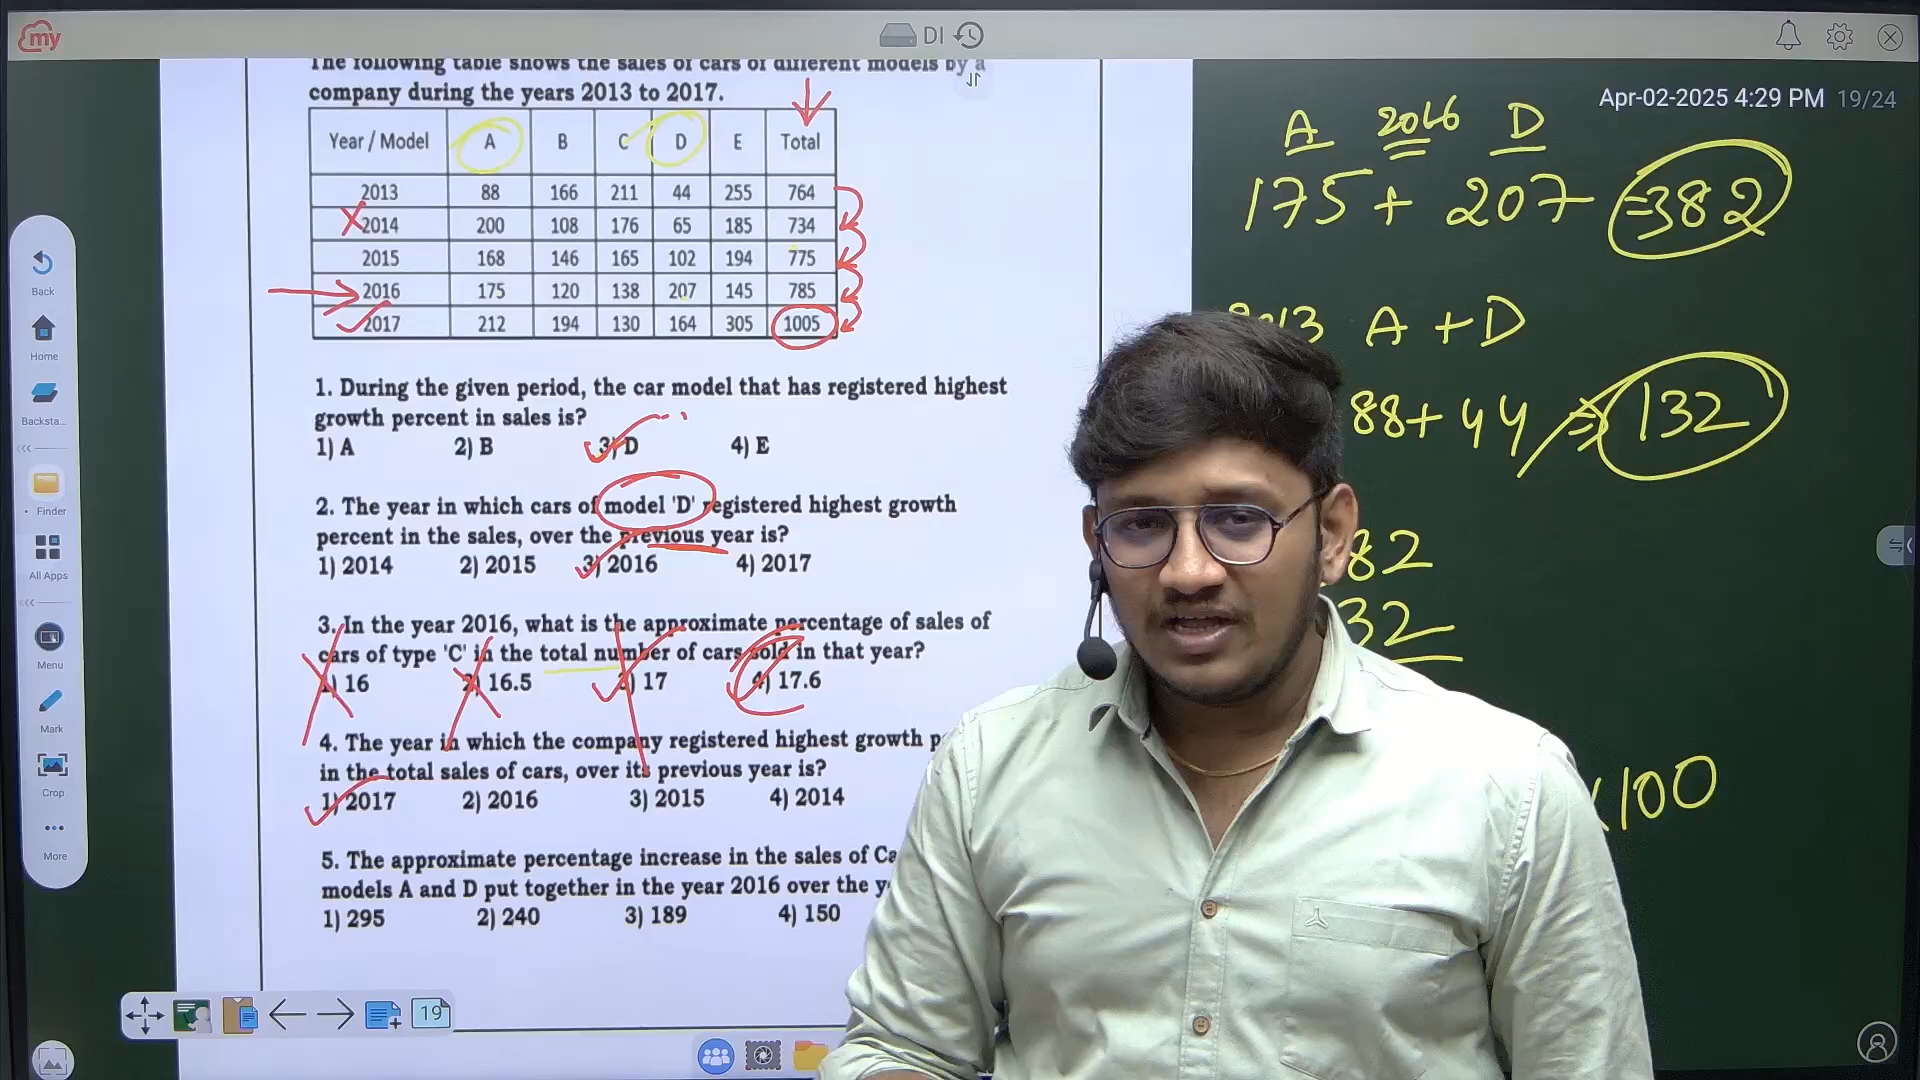 my
DI
Apr-02-2025 4:29 PM 19/24
The following table shows the sales of cars of different models by a
company during the years 2013 to 2017.
Year / Model A B C D E Total
2013 88 166 211 44 255 764
2014 200 108 176 65 185 734
2015 168 146 165 102 194 775
2016 175 120 138 207 145 785
2017 212 194 130 164 305 1005
1. During the given period, the car model that has registered highest
growth percent in sales is?
1) A 2) B 3) D 4) E
2. The year in which cars of model 'D' registered highest growth
percent in the sales, over the previous year is?
1) 2014 2) 2015 3) 2016 4) 2017
3. In the year 2016, what is the approximate percentage of sales of
cars of type 'C' in the total number of cars sold in that year?
1) 16 2) 16.5 3) 17 4) 17.6
4. The year in which the company registered highest growth p
in the total sales of cars, over its previous year is?
1) 2017 2) 2016 3) 2015 4) 2014
5. The approximate percentage increase in the sales of Ca
models A and D put together in the year 2016 over the y
1) 295 2) 240 3) 189 4) 150
A 2016 D
175 + 207 = 382
13 A + D
88 + 44 ⇒ 132
82
32
x100
Back
Home
Backsta...
Finder
All Apps
Menu
Mark
Crop
More
19